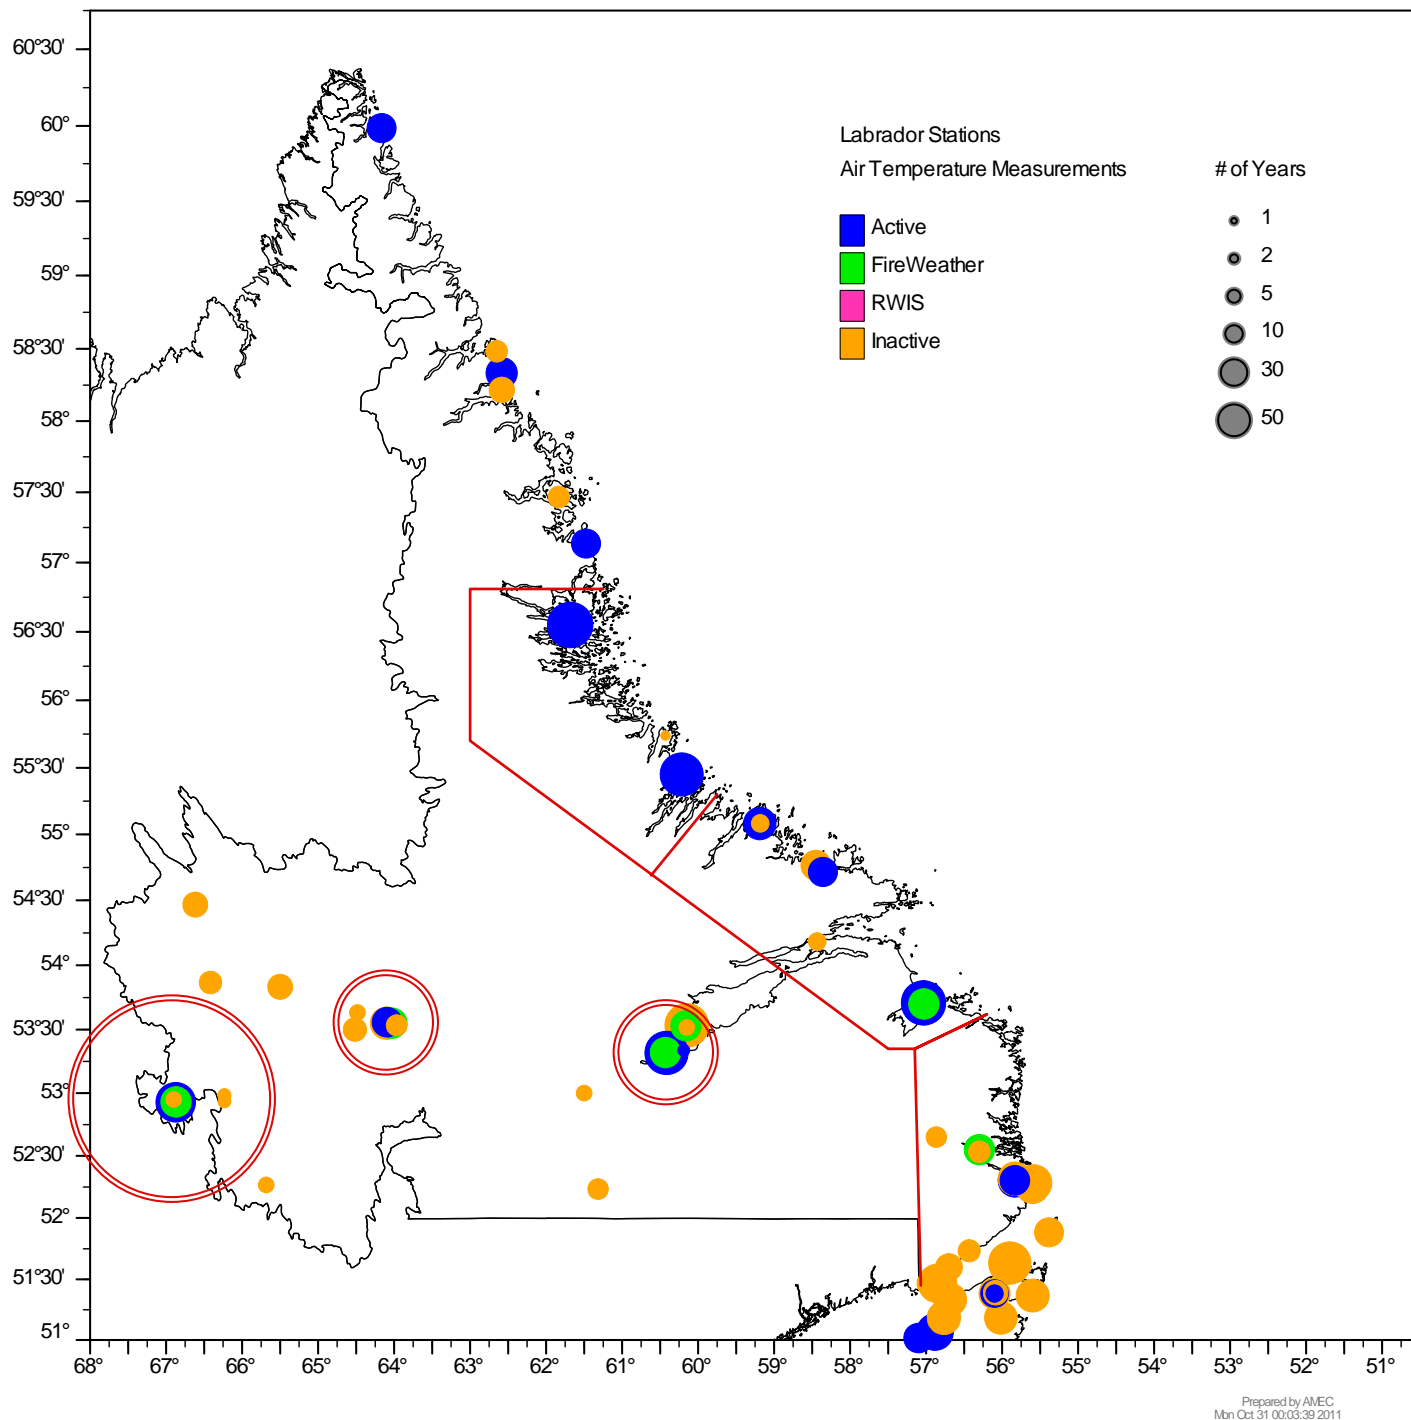 60°30'
60°
59°30'
59°
58°30'
58°
57°30'
57°
56°30'
56°
55°30'
55°
54°30'
54°
53°30'
53°
52°30'
52°
51°30'
51°
68° 67° 66° 65° 64° 63° 62° 61° 60° 59° 58° 57° 56° 55° 54° 53° 52° 51°
Labrador Stations
Air Temperature Measurements
Active
FireWeather
RWIS
Inactive
# of Years
1
2
5
10
30
50
Prepared by AMEC
Mon Oct 31 00:03:39 2011